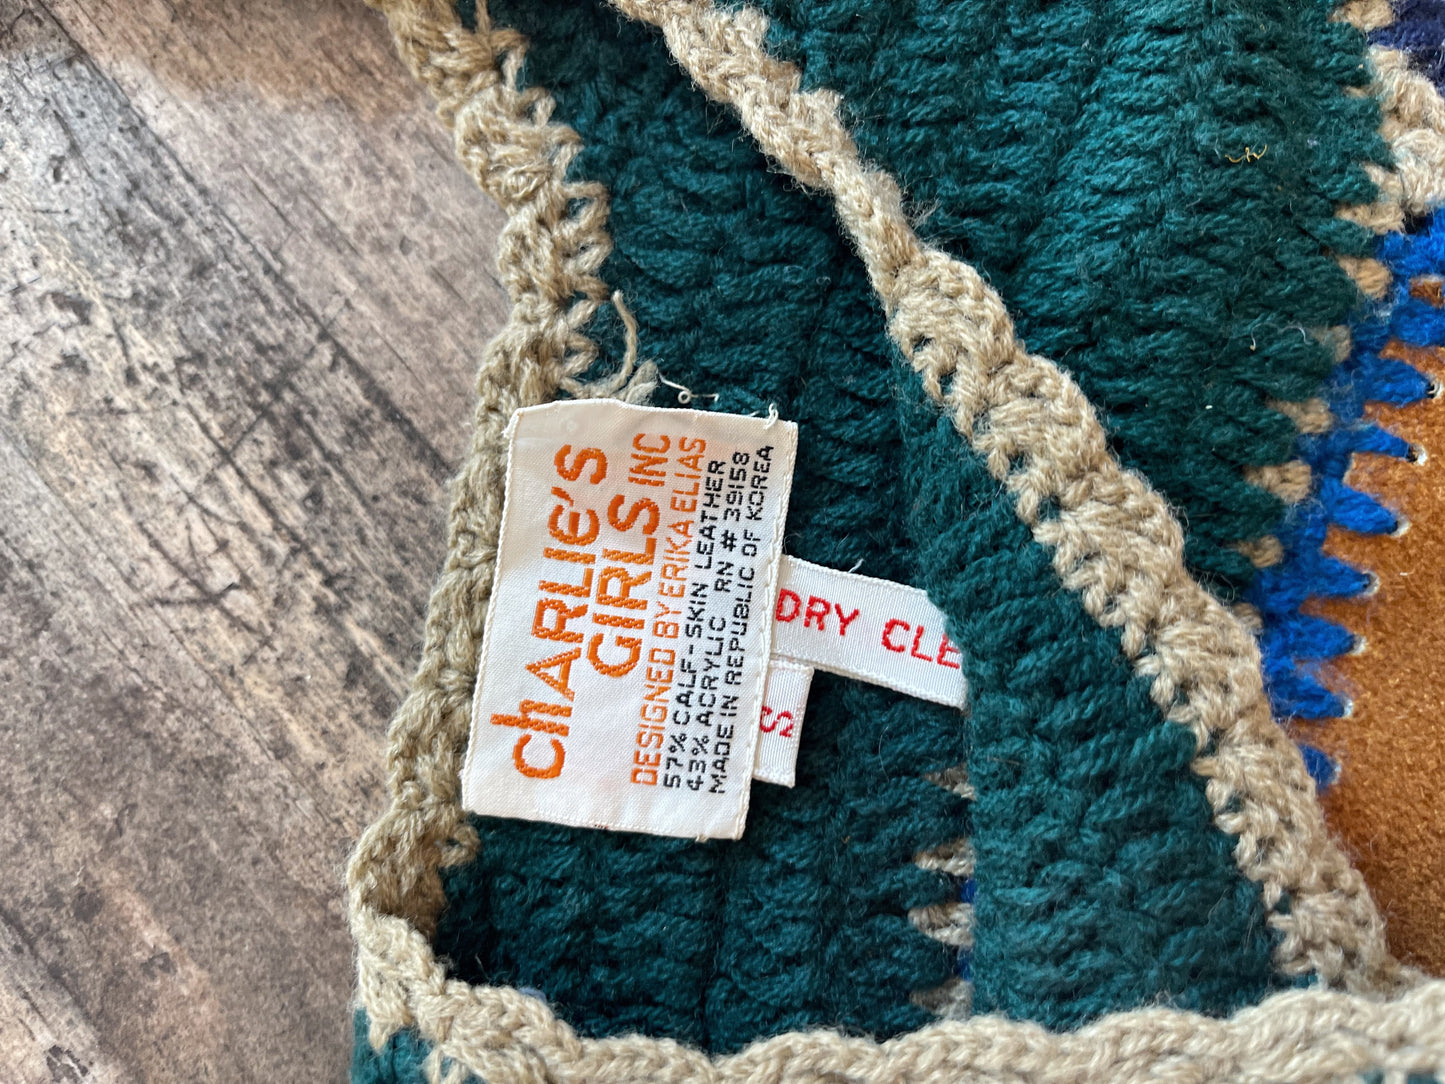 chARLIE'S
GIRLS INC
DESIGNED BY ERIKA ELIAS
57% CALF-SKIN LEATHER
43% ACRYLIC RN # 39158
MADE IN REPUBLIC OF KOREA
DRY CLE
S